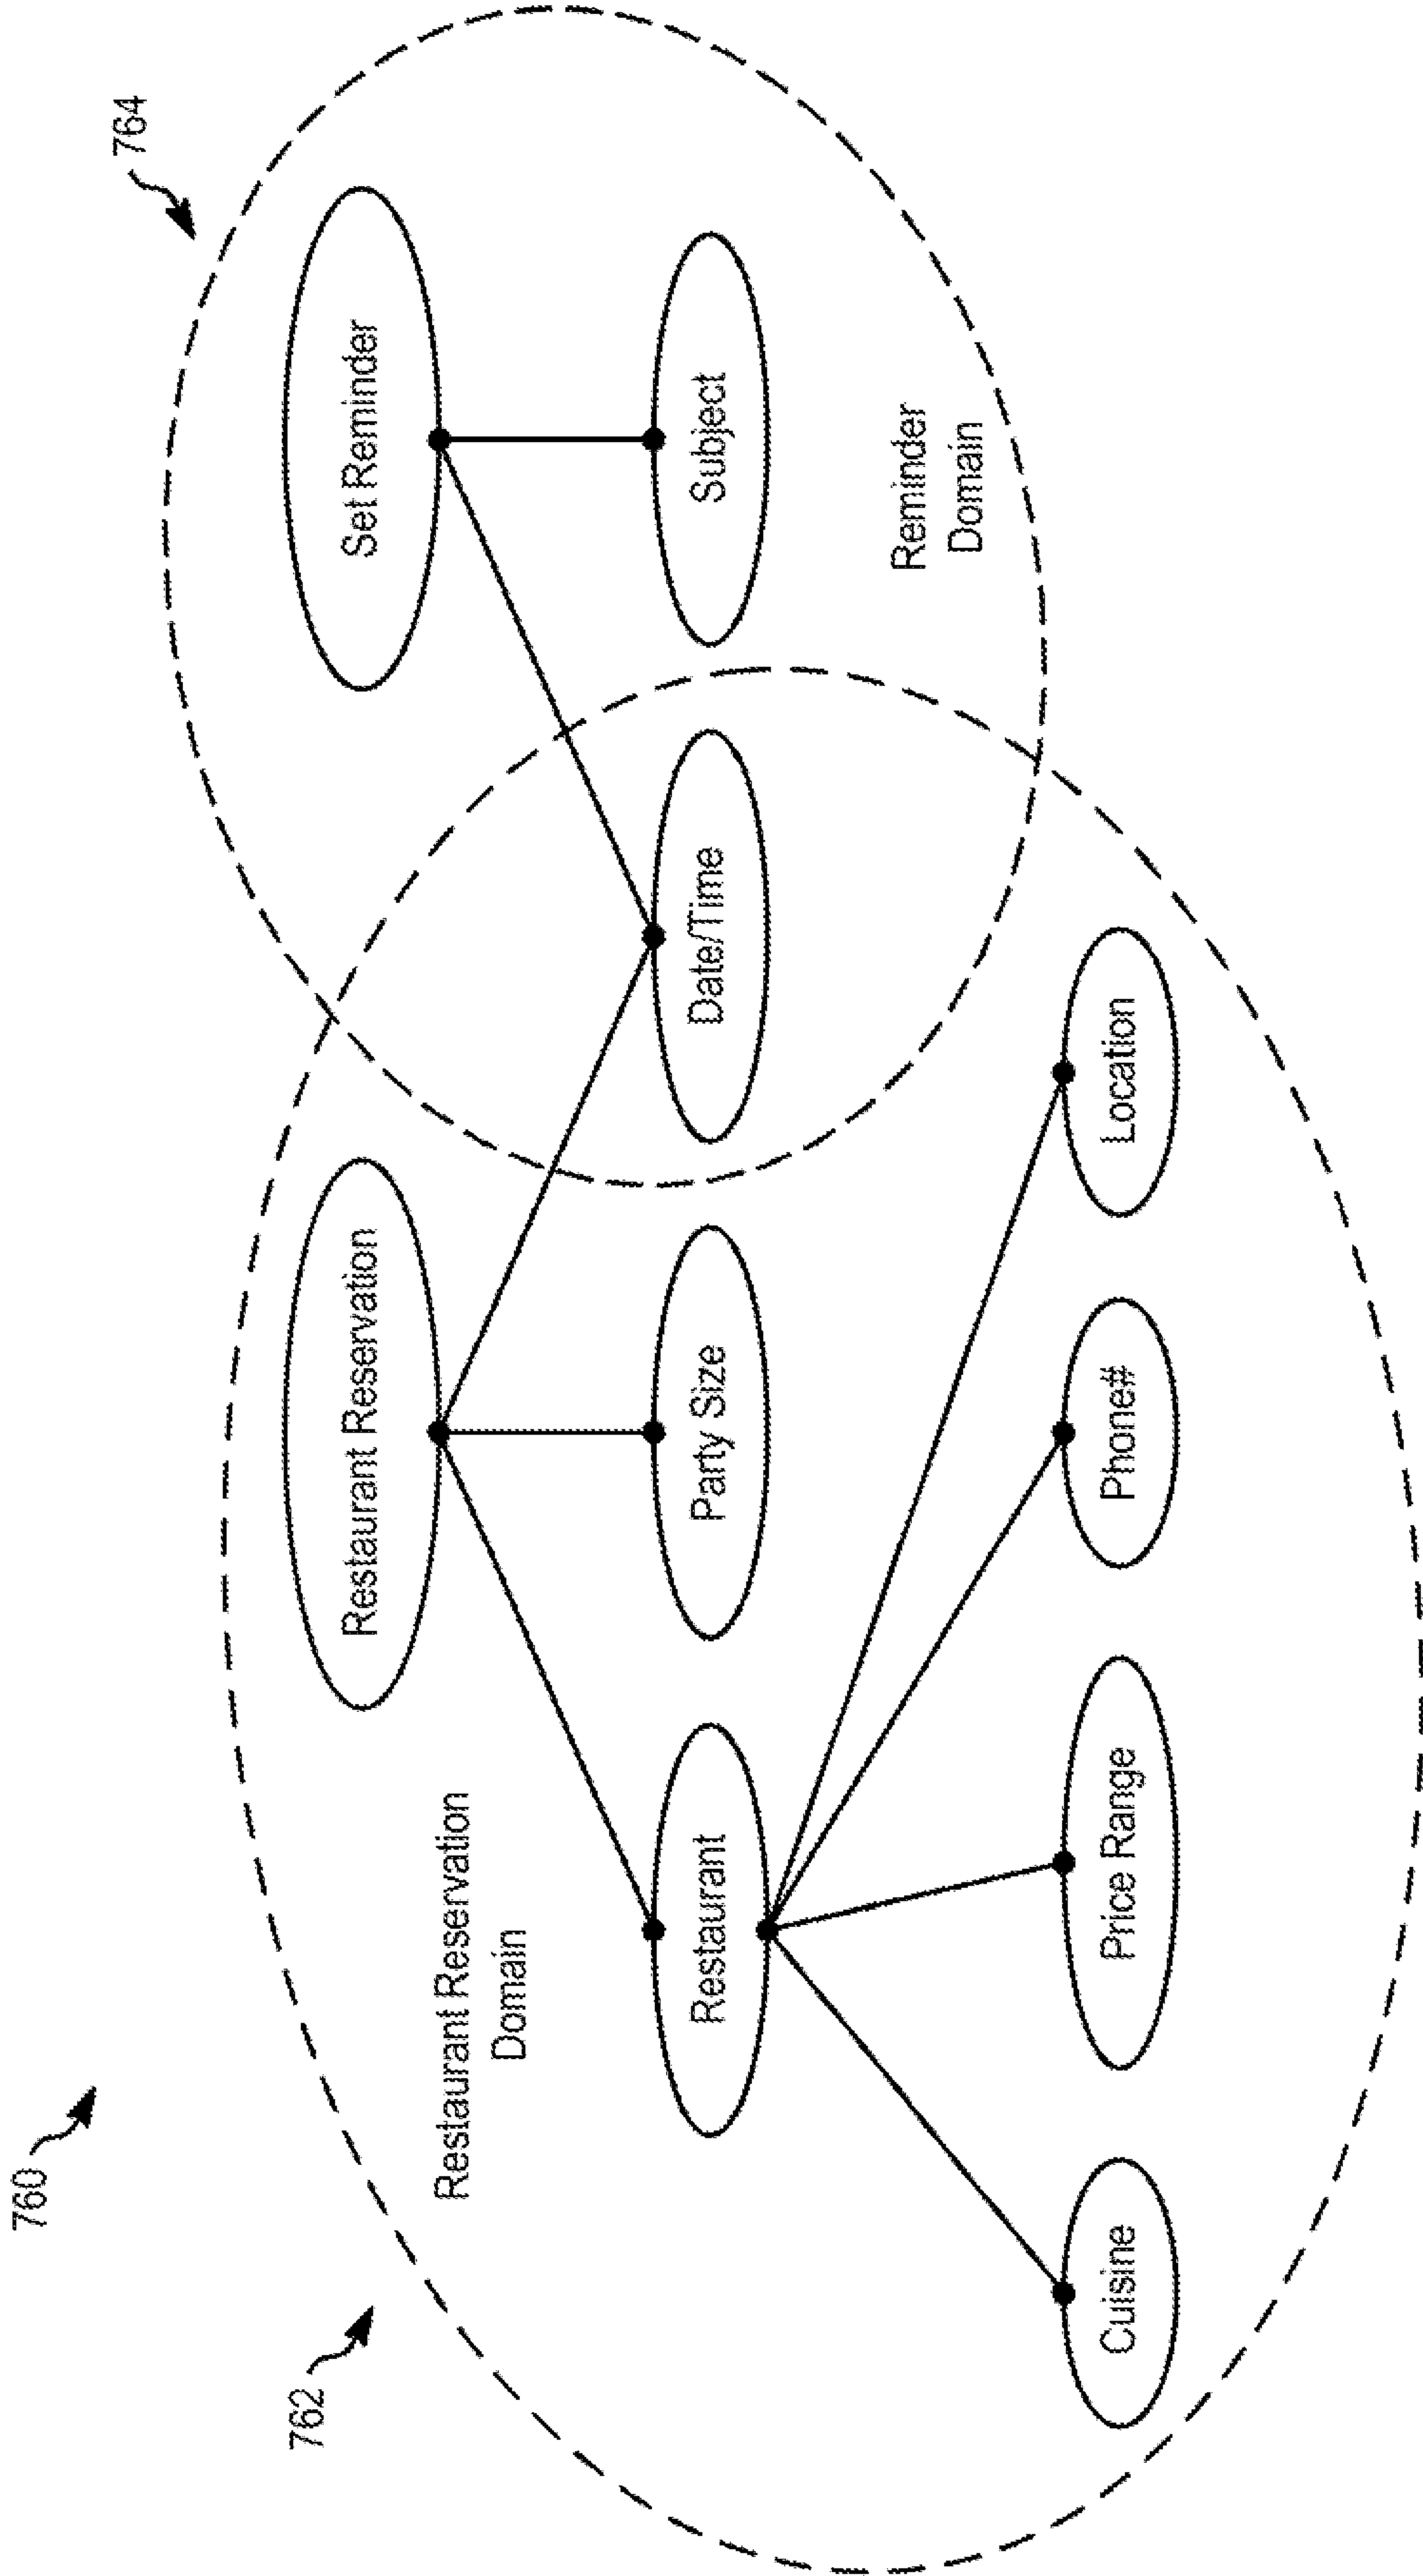 760
762
764
Restaurant Reservation
Set Reminder
Restaurant Reservation
Domain
Restaurant
Party Size
Date/Time
Subject
Reminder
Domain
Cuisine
Price Range
Phone#
Location